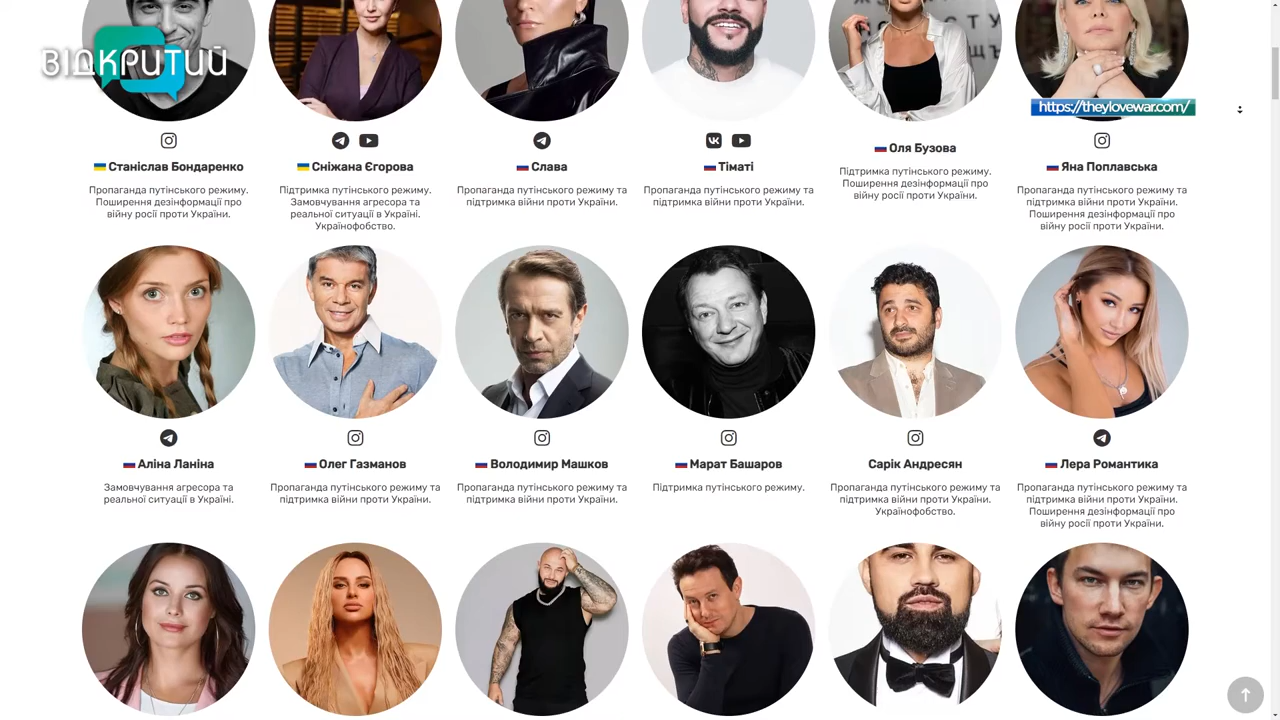 ВІДКРИТИЙ
https://theylovewar.com/
Станіслав Бондаренко
Пропаганда путінського режиму.
Поширення дезінформації про
війну росії проти України.
Сніжана Єгорова
Підтримка путінського режиму.
Замовчування агресора та
реальної ситуації в Україні.
Українофобство.
Слава
Пропаганда путінського режиму та
підтримка війни проти України.
Тіматі
Пропаганда путінського режиму та
підтримка війни проти України.
Оля Бузова
Підтримка путінського режиму.
Поширення дезінформації про
війну росії проти України.
Яна Поплавська
Пропаганда путінського режиму та
підтримка війни проти України.
Поширення дезінформації про
війну росії проти України.
Аліна Ланіна
Замовчування агресора та
реальної ситуації в Україні.
Олег Газманов
Пропаганда путінського режиму та
підтримка війни проти України.
Володимир Машков
Пропаганда путінського режиму та
підтримка війни проти України.
Марат Башаров
Підтримка путінського режиму.
Сарік Андресян
Пропаганда путінського режиму та
підтримка війни проти України.
Українофобство.
Лера Романтика
Пропаганда путінського режиму та
підтримка війни проти України.
Поширення дезінформації про
війну росії проти України.